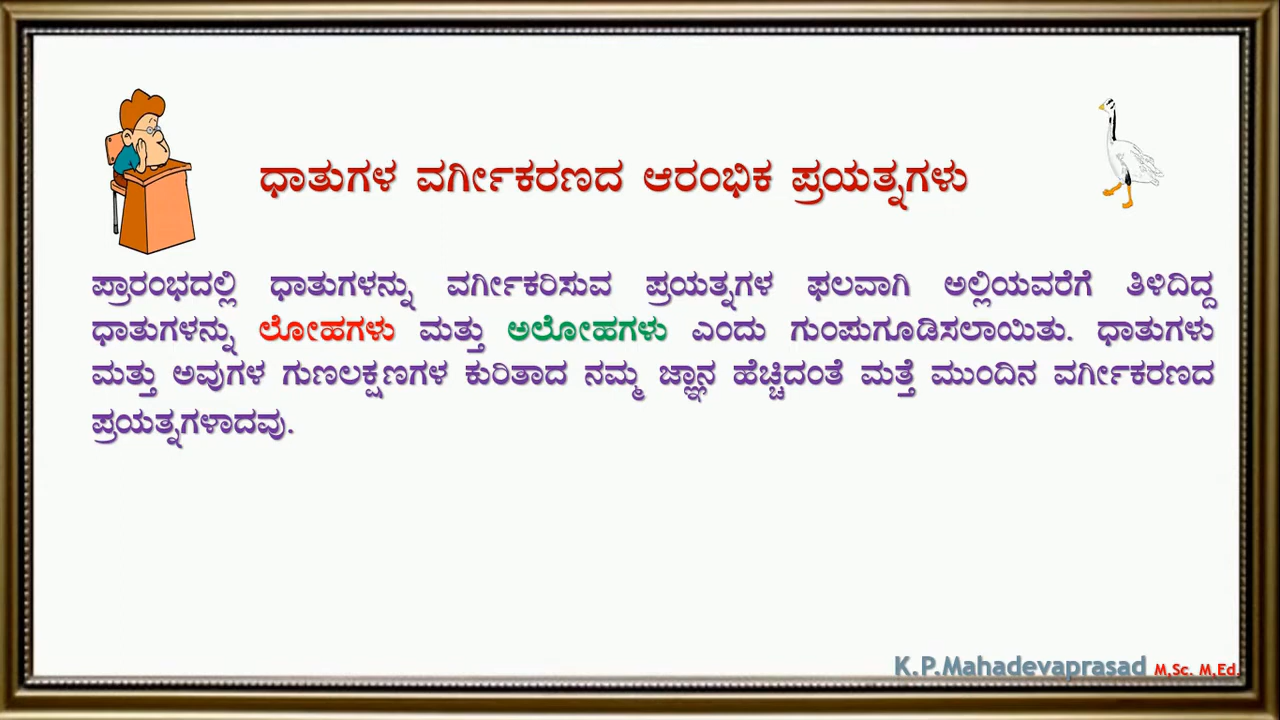 ಧಾತುಗಳ ವರ್ಗೀಕರಣದ ಆರಂಭಿಕ ಪ್ರಯತ್ನಗಳು
ಪ್ರಾರಂಭದಲ್ಲಿ ಧಾತುಗಳನ್ನು ವರ್ಗೀಕರಿಸುವ ಪ್ರಯತ್ನಗಳ ಫಲವಾಗಿ ಅಲ್ಲಿಯವರೆಗೆ ತಿಳಿದಿದ್ದ
ಧಾತುಗಳನ್ನು ಲೋಹಗಳು ಮತ್ತು ಅಲೋಹಗಳು ಎಂದು ಗುಂಪುಗೂಡಿಸಲಾಯಿತು. ಧಾತುಗಳು
ಮತ್ತು ಅವುಗಳ ಗುಣಲಕ್ಷಣಗಳ ಕುರಿತಾದ ನಮ್ಮ ಜ್ಞಾನ ಹೆಚ್ಚಿದಂತೆ ಮತ್ತೆ ಮುಂದಿನ ವರ್ಗೀಕರಣದ
ಪ್ರಯತ್ನಗಳಾದವು.
K.P.Mahadevaprasad M,Sc. M,Ed.